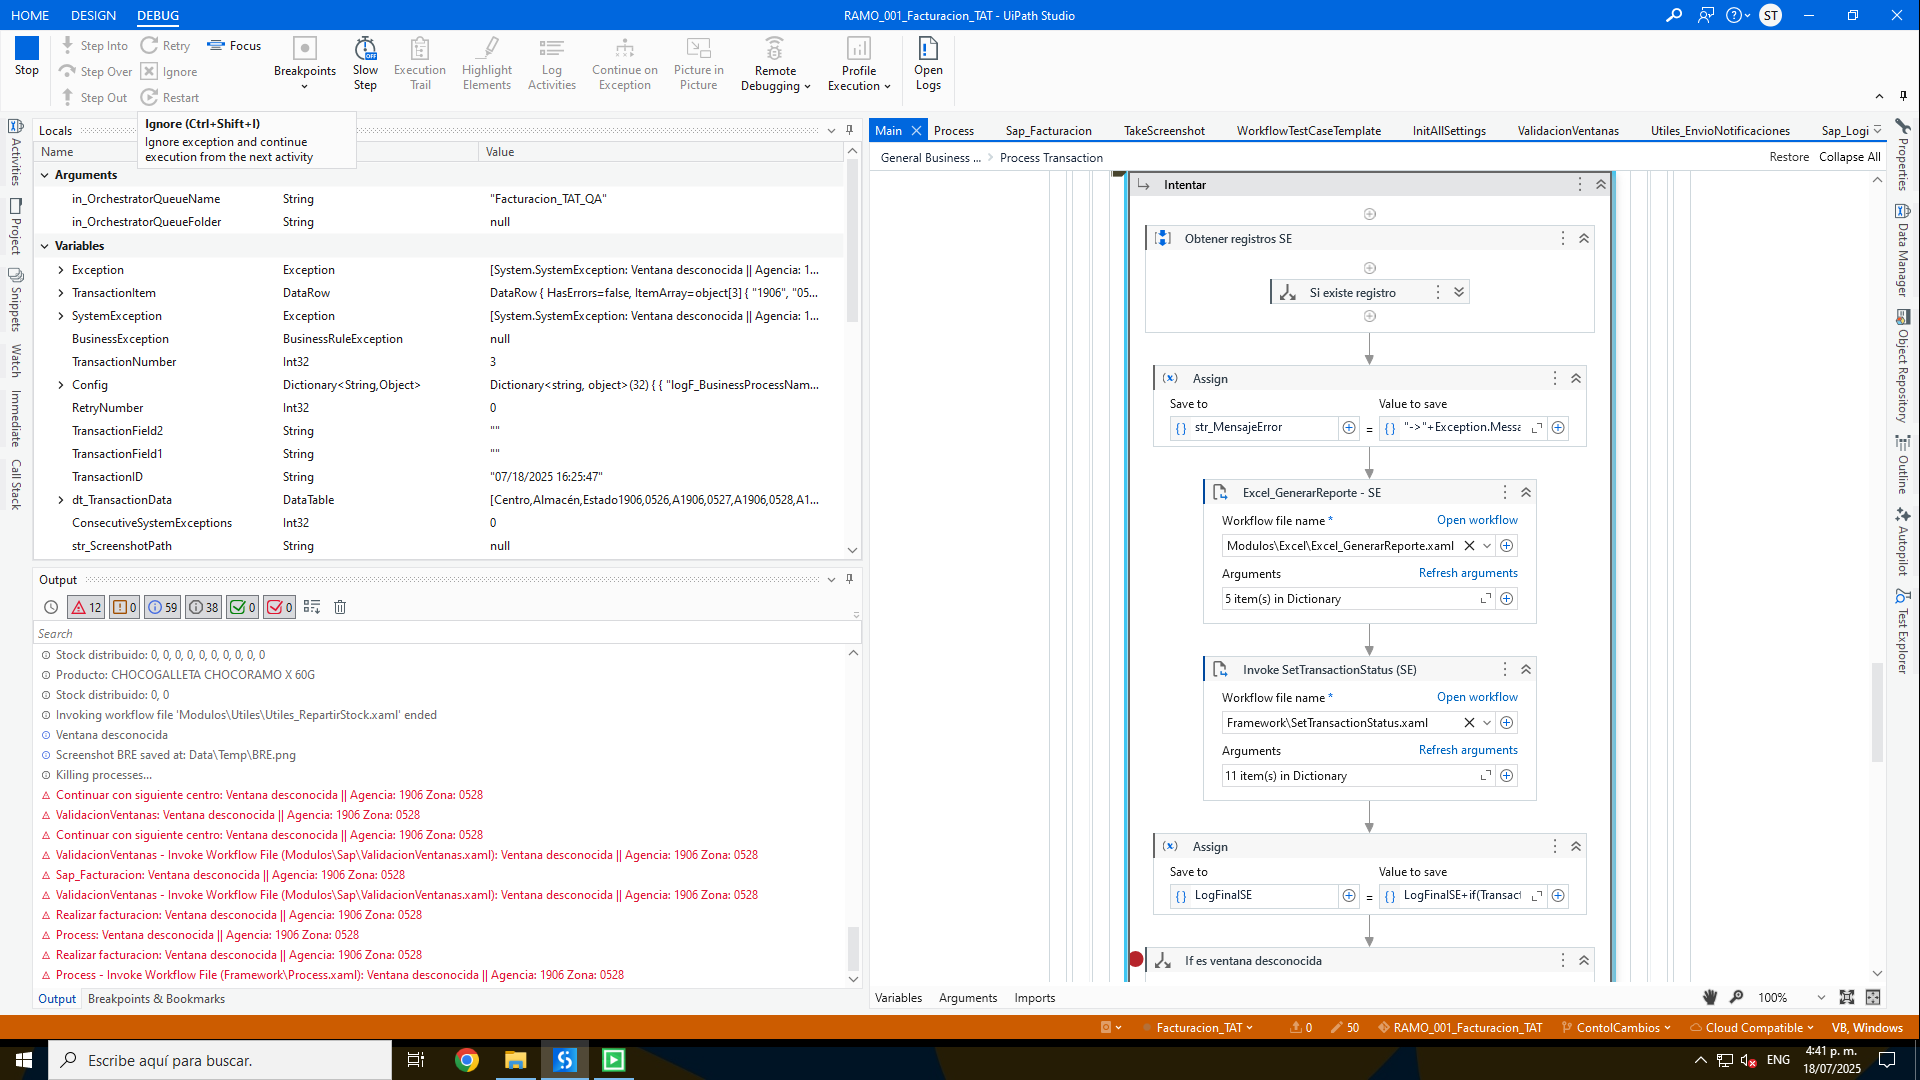 HOME DESIGN DEBUG
RAMO_001_Facturacion_TAT - UiPath Studio
ST
Stop
Step Into
Step Over
Step Out
Retry
Ignore
Restart
Focus
Breakpoints
Slow Step
Execution Trail
Highlight Elements
Log Activities
Continue on Exception
Picture in Picture
Remote Debugging
Profile Execution
Open Logs
Ignore (Ctrl+Shift+I)
Ignore exception and continue
execution from the next activity
Activities
Project
Snippets
Watch
Immediate
Call Stack
Locals
Name Value
Arguments
in_OrchestratorQueueName String "Facturacion_TAT_QA"
in_OrchestratorQueueFolder String null
Variables
Exception Exception [System.SystemException: Ventana desconocida || Agencia: 1...
TransactionItem DataRow DataRow { HasErrors=false, ItemArray=object[3] { "1906", "05...
SystemException Exception [System.SystemException: Ventana desconocida || Agencia: 1...
BusinessException BusinessRuleException null
TransactionNumber Int32 3
Config Dictionary<String,Object> Dictionary<string, object>(32) { { "logF_BusinessProcessNam...
RetryNumber Int32 0
TransactionField2 String ""
TransactionField1 String ""
TransactionID String "07/18/2025 16:25:47"
dt_TransactionData DataTable [Centro,Almacén,Estado1906,0526,A1906,0527,A1906,0528,A1...
ConsecutiveSystemExceptions Int32 0
str_ScreenshotPath String null
Output
12 0 59 38 0 0
Search
Stock distribuido: 0, 0, 0, 0, 0, 0, 0, 0, 0, 0
Producto: CHOCOGALLETA CHOCORAMO X 60G
Stock distribuido: 0, 0
Invoking workflow file 'Modulos\Utiles\Utiles_RepartirStock.xaml' ended
Ventana desconocida
Screenshot BRE saved at: Data\Temp\BRE.png
Killing processes...
Continuar con siguiente centro: Ventana desconocida || Agencia: 1906 Zona: 0528
ValidacionVentanas: Ventana desconocida || Agencia: 1906 Zona: 0528
Continuar con siguiente centro: Ventana desconocida || Agencia: 1906 Zona: 0528
ValidacionVentanas - Invoke Workflow File (Modulos\Sap\ValidacionVentanas.xaml): Ventana desconocida || Agencia: 1906 Zona: 0528
Sap_Facturacion: Ventana desconocida || Agencia: 1906 Zona: 0528
ValidacionVentanas - Invoke Workflow File (Modulos\Sap\ValidacionVentanas.xaml): Ventana desconocida || Agencia: 1906 Zona: 0528
Realizar facturacion: Ventana desconocida || Agencia: 1906 Zona: 0528
Process: Ventana desconocida || Agencia: 1906 Zona: 0528
Realizar facturacion: Ventana desconocida || Agencia: 1906 Zona: 0528
Process - Invoke Workflow File (Framework\Process.xaml): Ventana desconocida || Agencia: 1906 Zona: 0528
Output Breakpoints & Bookmarks
Main Process Sap_Facturacion TakeScreenshot WorkflowTestCaseTemplate InitAllSettings ValidacionVentanas Utiles_EnvioNotificaciones Sap_Logi
General Business ... > Process Transaction
Restore Collapse All
Intentar
Obtener registros SE
Si existe registro
Assign
Save to Value to save
str_MensajeError = "->"+Exception.Messa
Excel_GenerarReporte - SE
Workflow file name * Open workflow
Modulos\Excel\Excel_GenerarReporte.xaml
Arguments Refresh arguments
5 item(s) in Dictionary
Invoke SetTransactionStatus (SE)
Workflow file name * Open workflow
Framework\SetTransactionStatus.xaml
Arguments Refresh arguments
11 item(s) in Dictionary
Assign
Save to Value to save
LogFinalSE = LogFinalSE+if(Transact
If es ventana desconocida
Variables Arguments Imports
100%
Properties
Data Manager
Object Repository
Outline
Autopilot
Test Explorer
Facturacion_TAT 0 50 RAMO_001_Facturacion_TAT ContolCambios Cloud Compatible VB, Windows
Escribe aquí para buscar.
ENG
4:41 p. m.
18/07/2025